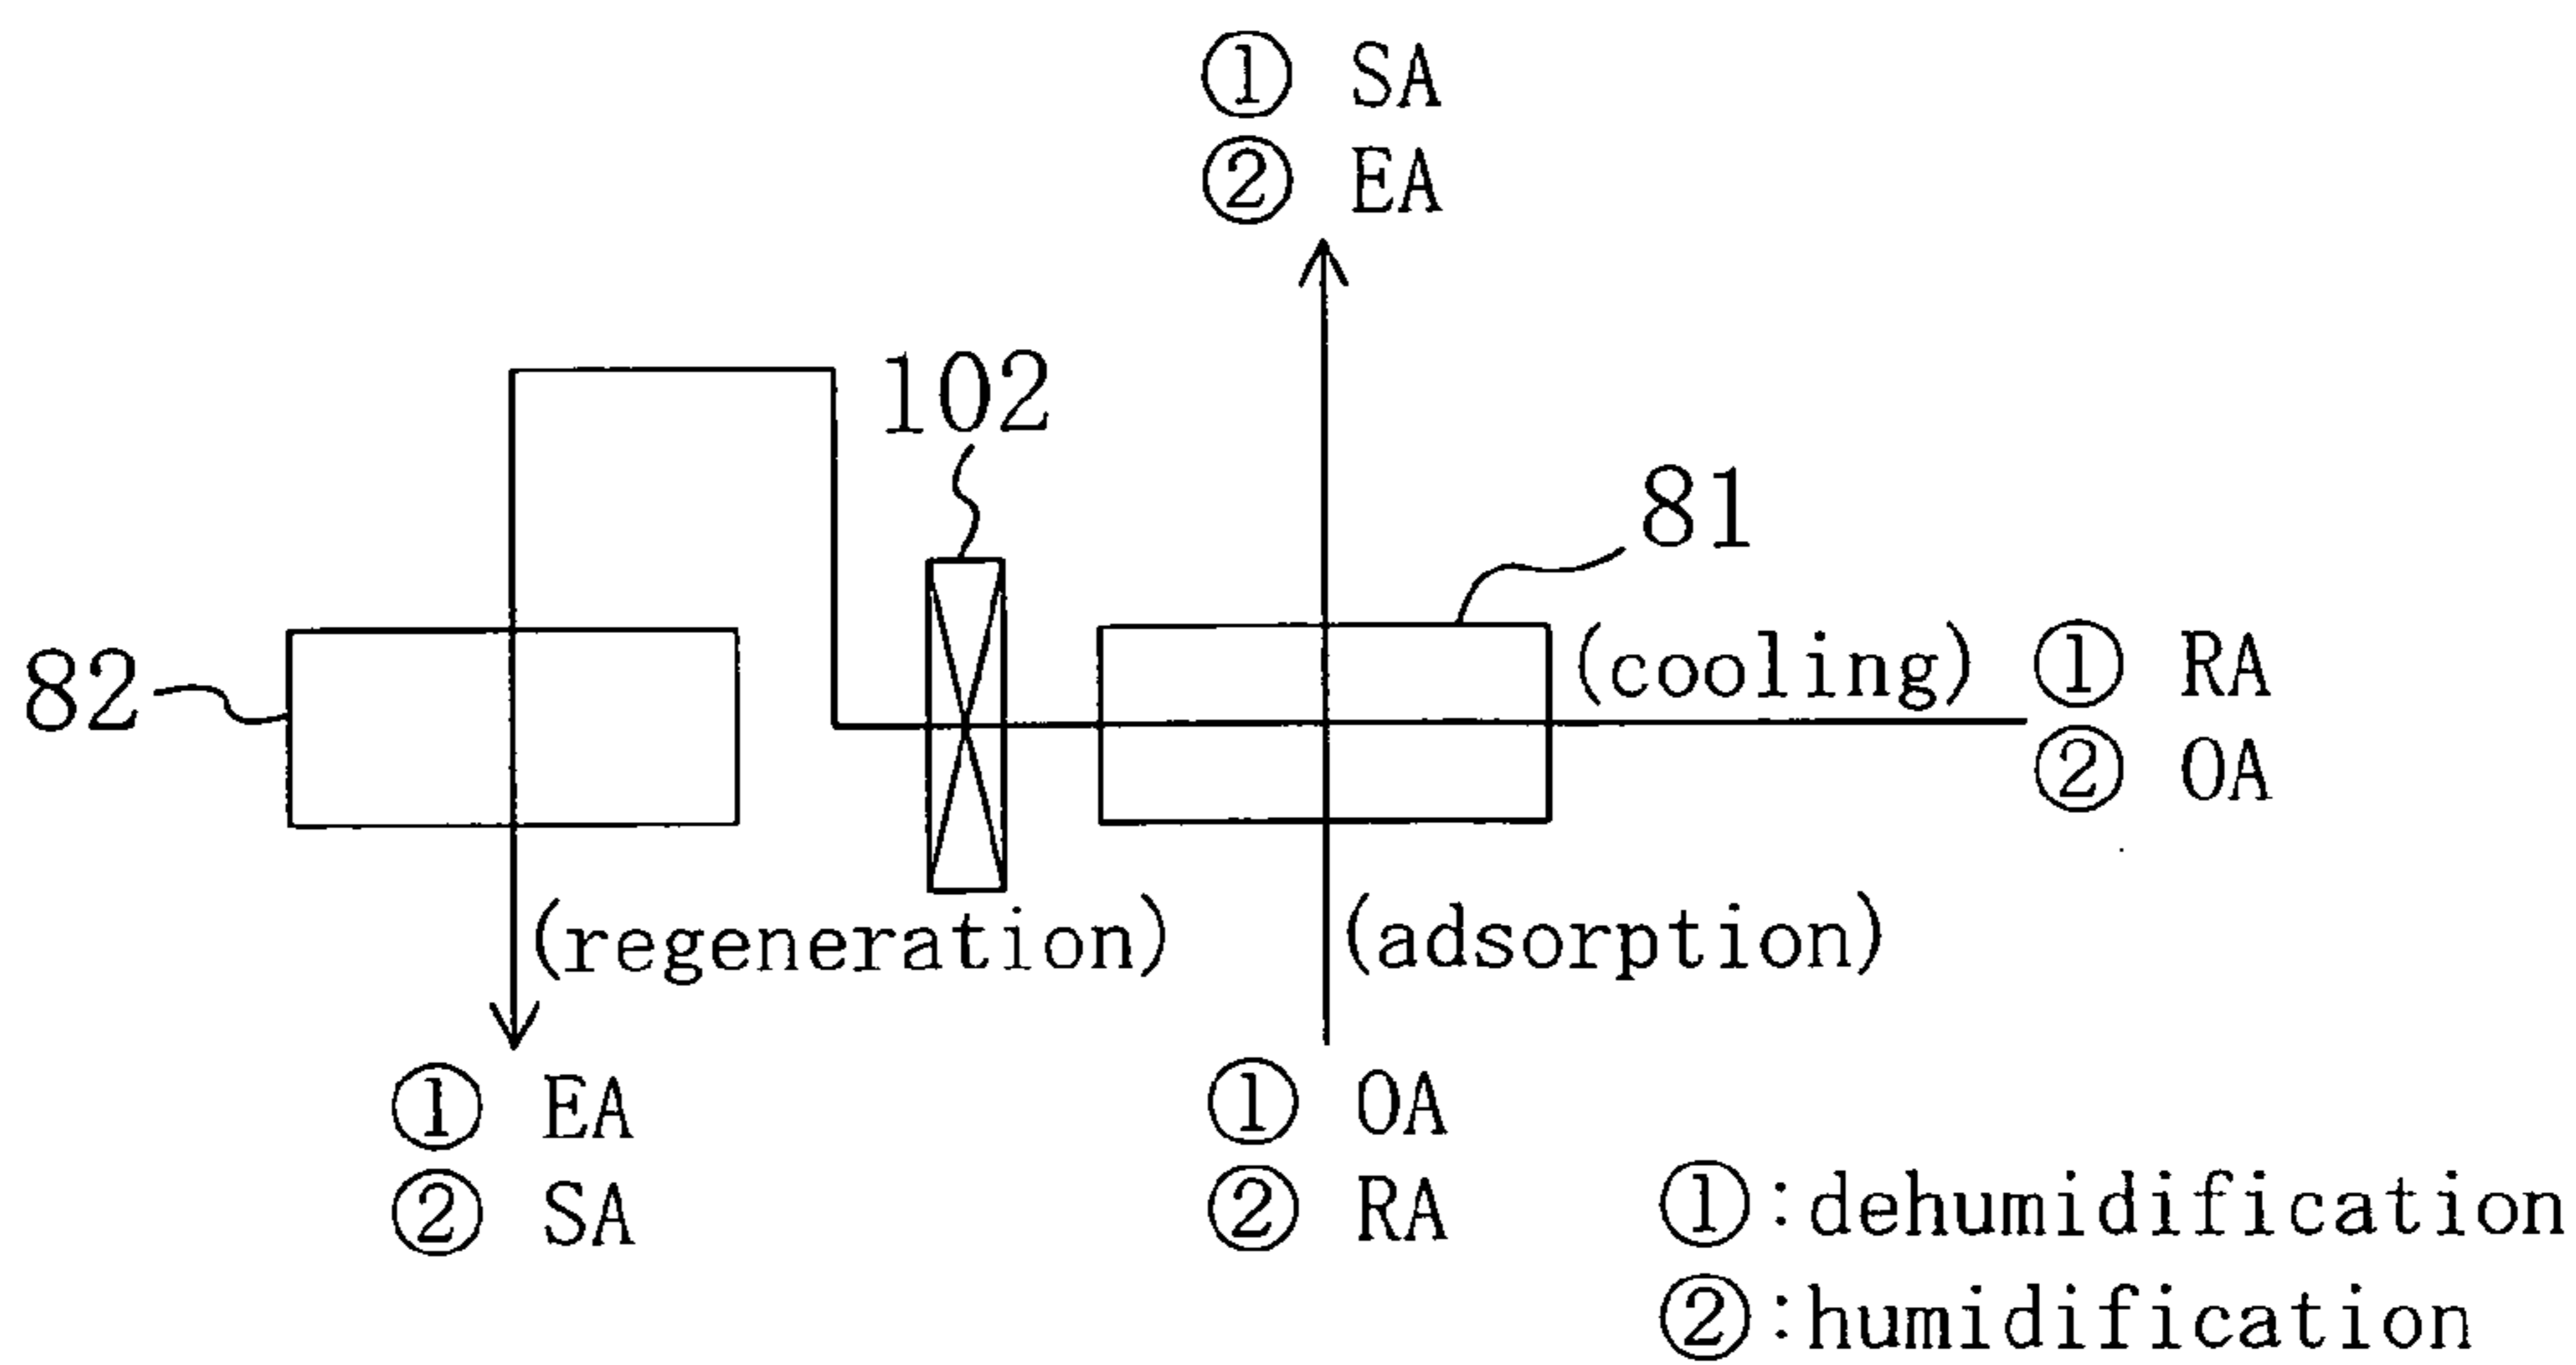 ① SA
② EA
102
81
82
(cooling)
① RA
② OA
(regeneration)
(adsorption)
① EA
② SA
① OA
② RA
①:dehumidification
②:humidification